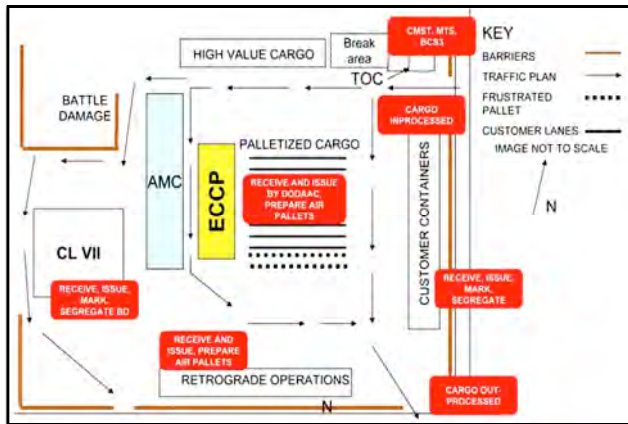 CMST, MTS,
BCS3
KEY
HIGH VALUE CARGO
Break
area
TOC
BARRIERS
TRAFFIC PLAN
FRUSTRATED
PALLET
CUSTOMER LANES
IMAGE NOT TO SCALE
N
BATTLE
DAMAGE
CARGO
INPROCESSED
PALLETIZED CARGO
AMC
ECCP
RECEIVE AND ISSUE
BY DODAAC,
PREPARE AIR
PALLETS
CUSTOMER CONTAINERS
CL VII
RECEIVE, ISSUE,
MARK,
SEGREGATE BD
RECEIVE, ISSUE,
MARK,
SEGREGATE
RECEIVE AND
ISSUE, PREPARE
AIR PALLETS
RETROGRADE OPERATIONS
N
CARGO OUT-
PROCESSED